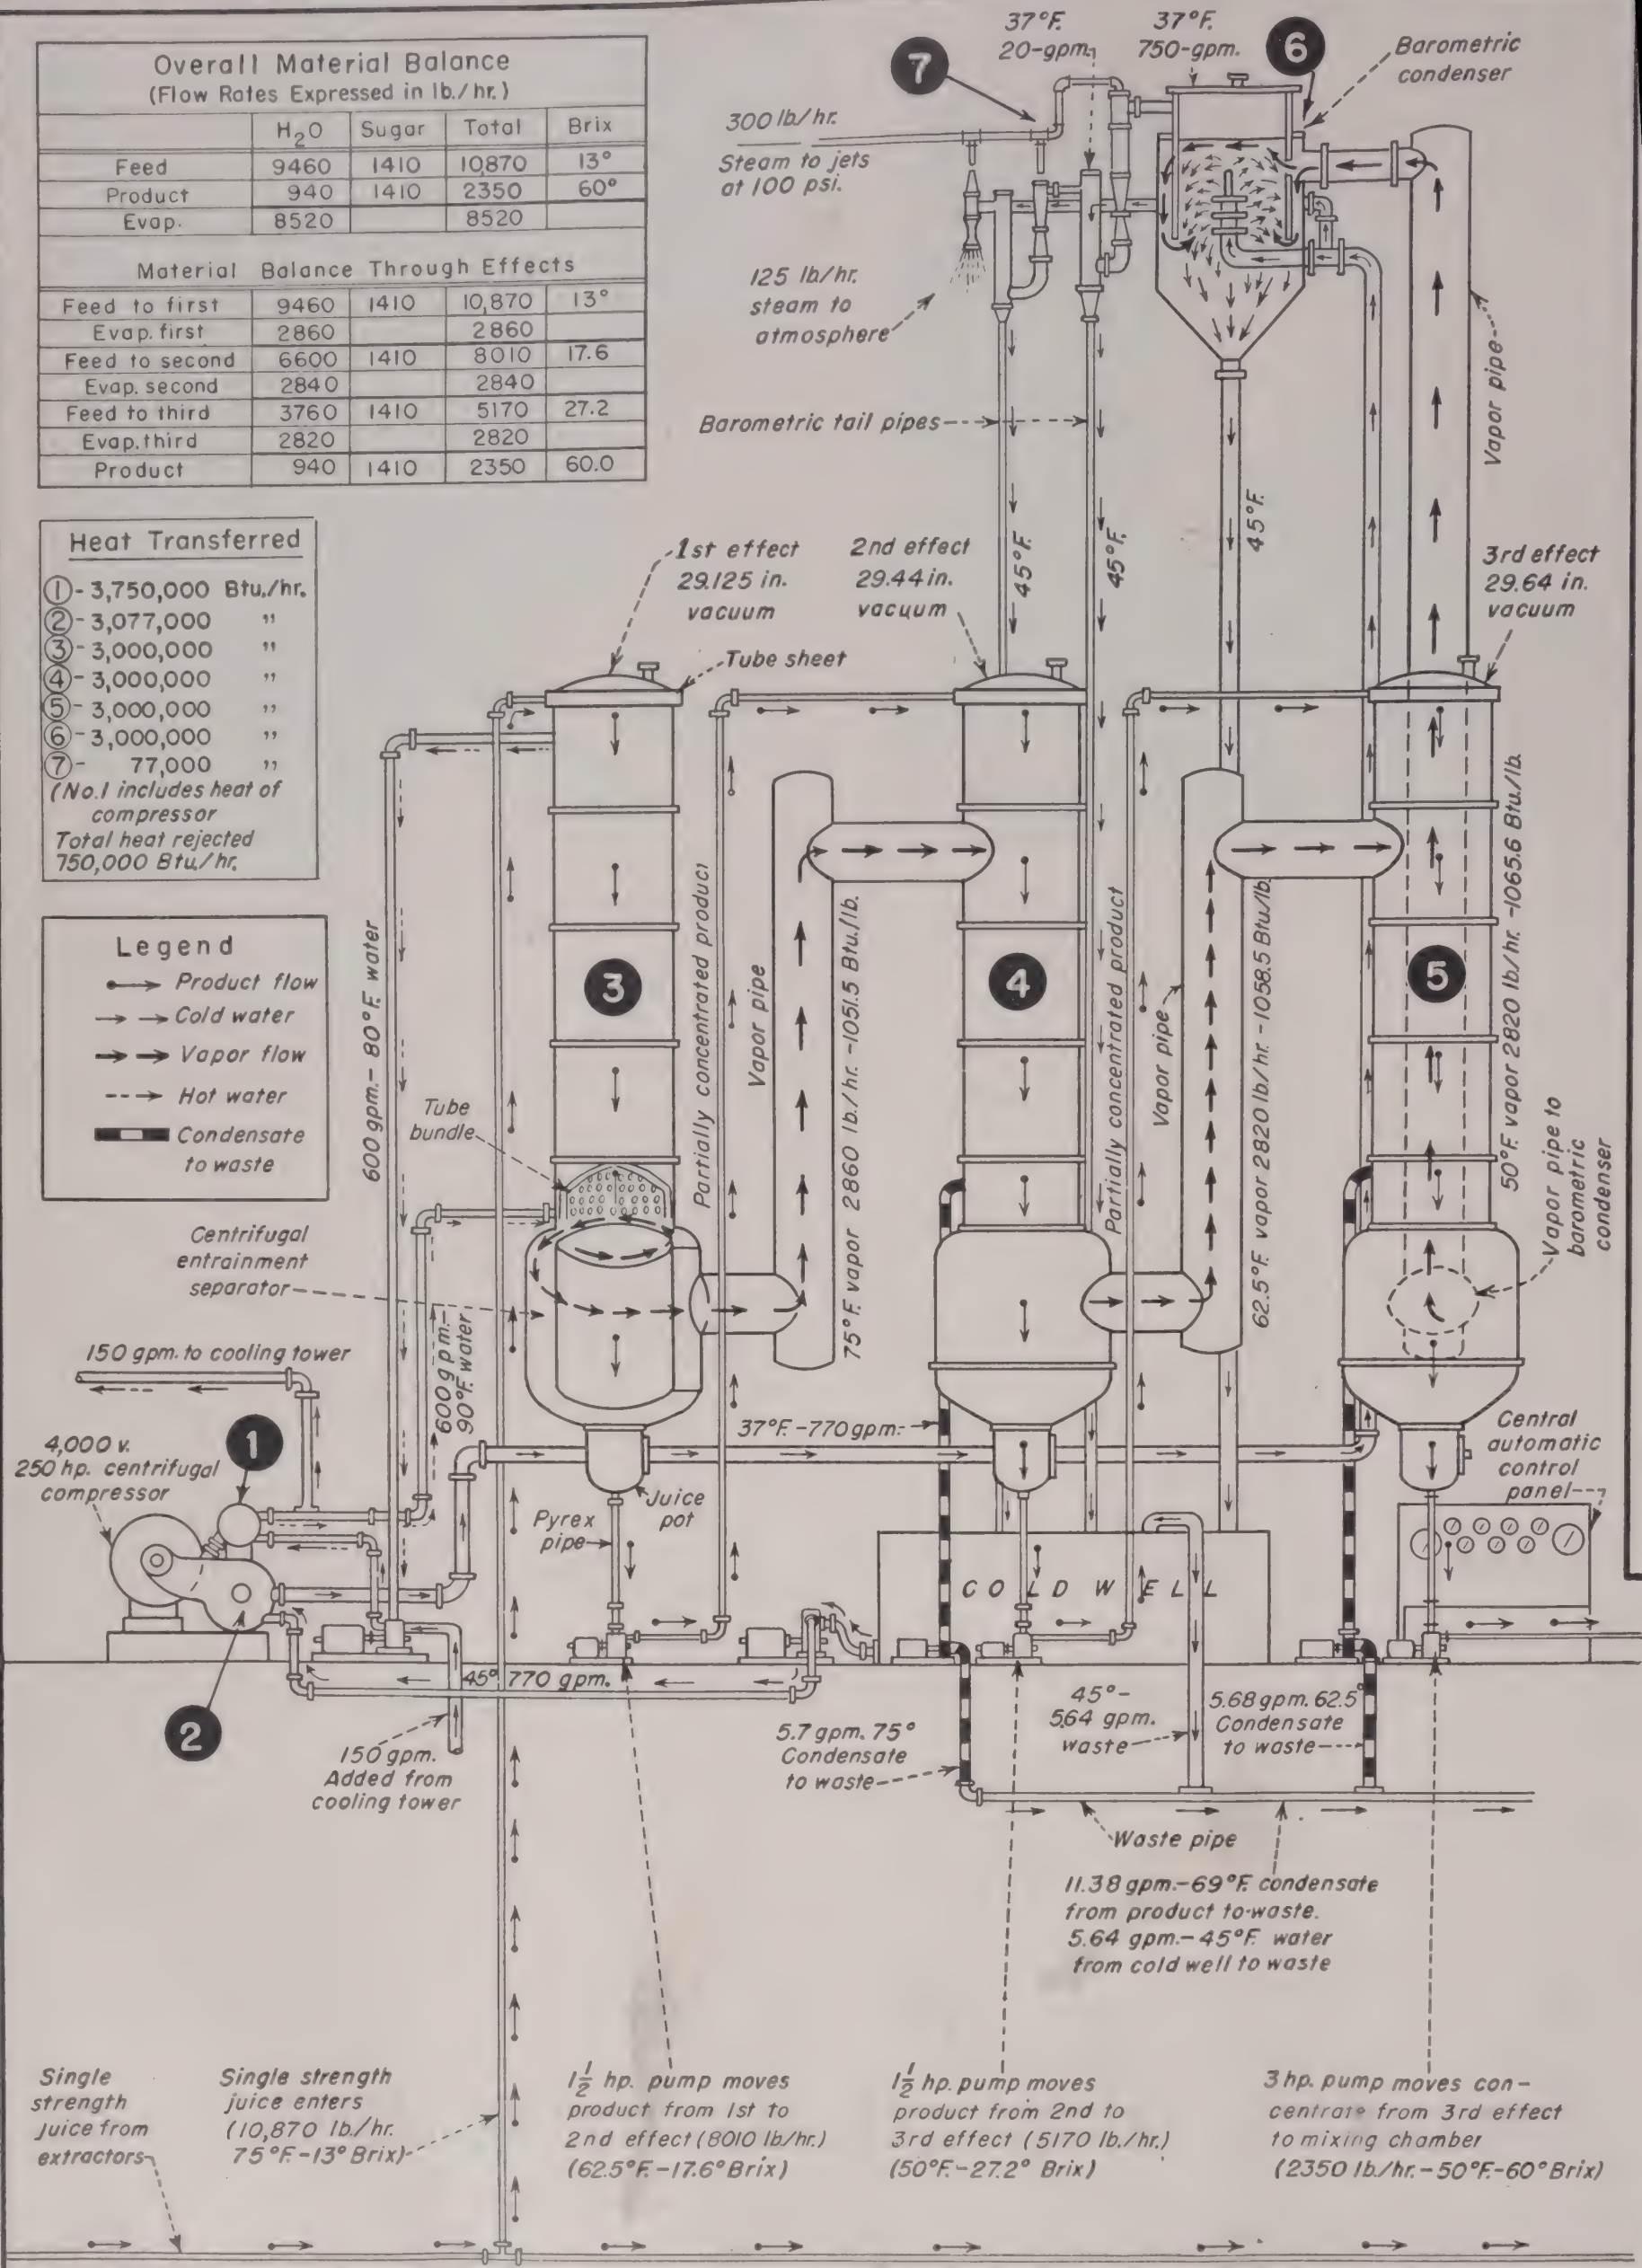 Overall Material Balance
(Flow Rates Expressed in lb./hr.)
H2O Sugar Total Brix
Feed 9460 1410 10,870 13°
Product 940 1410 2350 60°
Evap. 8520 8520
Material Balance Through Effects
Feed to first 9460 1410 10,870 13°
Evap. first 2860 2860
Feed to second 6600 1410 8010 17.6
Evap. second 2840 2840
Feed to third 3760 1410 5170 27.2
Evap. third 2820 2820
Product 940 1410 2350 60.0
Heat Transferred
①-3,750,000 Btu./hr.
②-3,077,000 "
③-3,000,000 "
④-3,000,000 "
⑤-3,000,000 "
⑥-3,000,000 "
⑦- 77,000 "
(No.1 includes heat of
compressor
Total heat rejected
750,000 Btu./hr.
Legend
Product flow
Cold water
Vapor flow
Hot water
Condensate
to waste
37°F.
20-gpm.
37°F.
750-gpm.
6
7
Barometric
condenser
300 lb/hr.
Steam to jets
at 100 psi.
125 lb/hr.
steam to
atmosphere
Barometric tail pipes
45°F.
45°F.
45°F.
Vapor pipe
1st effect
29.125 in.
vacuum
2nd effect
29.44 in.
vacuum
3rd effect
29.64 in.
vacuum
Tube sheet
3
4
5
600 gpm.-80°F. water
Partially concentrated product
Vapor pipe
75°F. vapor 2860 lb./hr.-1051.5 Btu./lb.
Partially concentrated product
Vapor pipe
62.5°F. vapor 2820 lb/hr.-1058.5 Btu/lb.
50°F. vapor 2820 lb/hr.-1065.6 Btu./lb.
Vapor pipe to
barometric
condenser
Tube
bundle
Centrifugal
entrainment
separator
600 gpm.-
90°F. water
150 gpm. to cooling tower
1
4,000 v.
250 hp. centrifugal
compressor
2
37°F.-770 gpm.
Juice
pot
Pyrex
pipe
Central
automatic
control
panel
COLD WELL
45° 770 gpm.
150 gpm.
Added from
cooling tower
5.7 gpm. 75°
Condensate
to waste
45°-
5.64 gpm.
waste
5.68 gpm. 62.5°
Condensate
to waste
Waste pipe
11.38 gpm.-69°F. condensate
from product to waste.
5.64 gpm.-45°F. water
from cold well to waste
Single
strength
juice from
extractors
Single strength
juice enters
(10,870 lb./hr.
75°F.-13° Brix)
1½ hp. pump moves
product from 1st to
2nd effect (8010 lb/hr.)
(62.5°F.-17.6° Brix)
1½ hp. pump moves
product from 2nd to
3rd effect (5170 lb./hr.)
(50°F.-27.2° Brix)
3 hp. pump moves con-
centrate from 3rd effect
to mixing chamber
(2350 lb./hr.-50°F.-60° Brix)